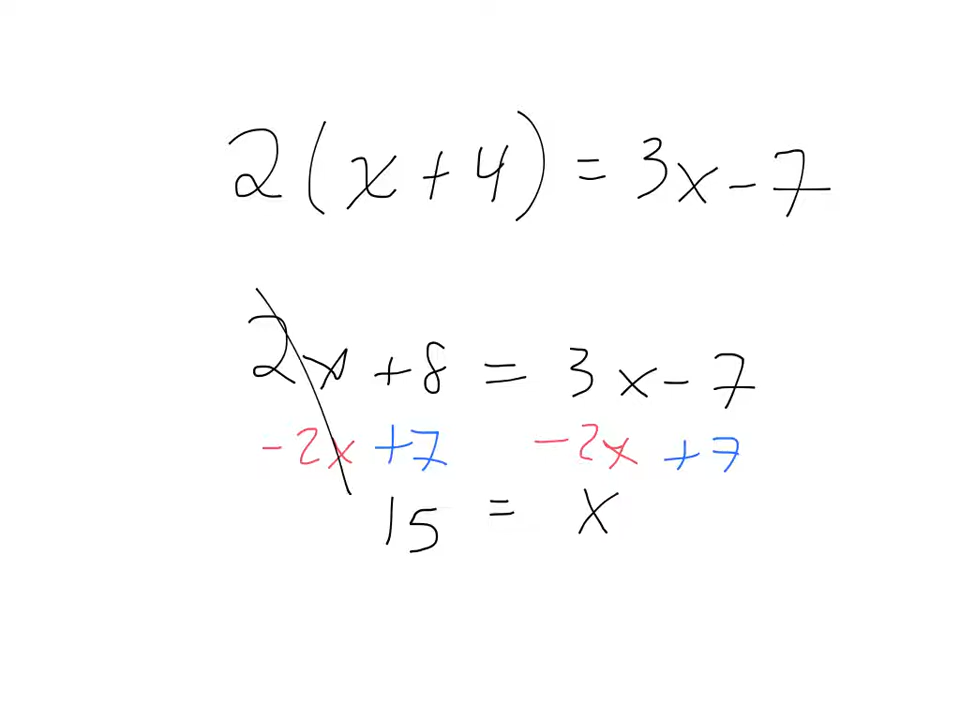 2(x+4)=3x-7
2x+8=3x-7
-2x +7 -2x +7
15 = x